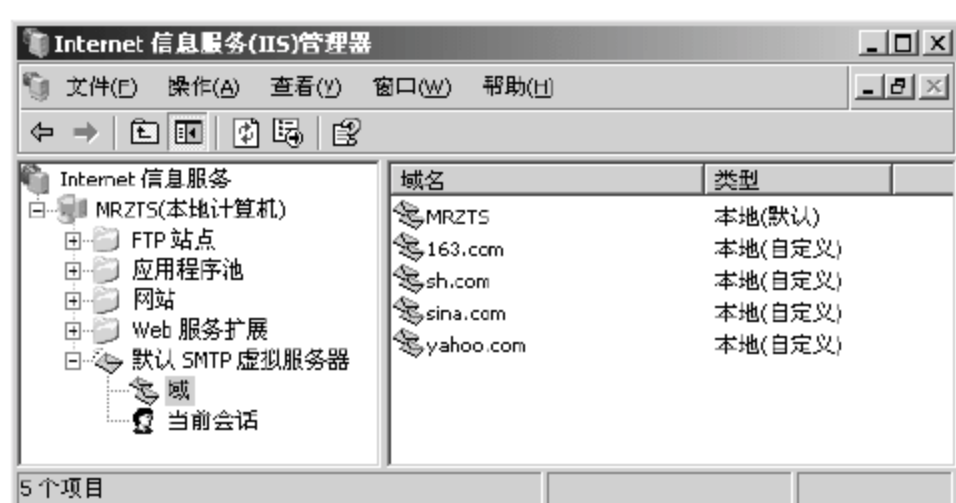 Internet 信息服务(IIS)管理器
文件(F) 操作(A) 查看(V) 窗口(W) 帮助(H)
Internet 信息服务
MRZTS(本地计算机)
FTP 站点
应用程序池
网站
Web 服务扩展
默认 SMTP 虚拟服务器
域
当前会话
域名 类型
MRZTS 本地(默认)
163.com 本地(自定义)
sh.com 本地(自定义)
sina.com 本地(自定义)
yahoo.com 本地(自定义)
5 个项目